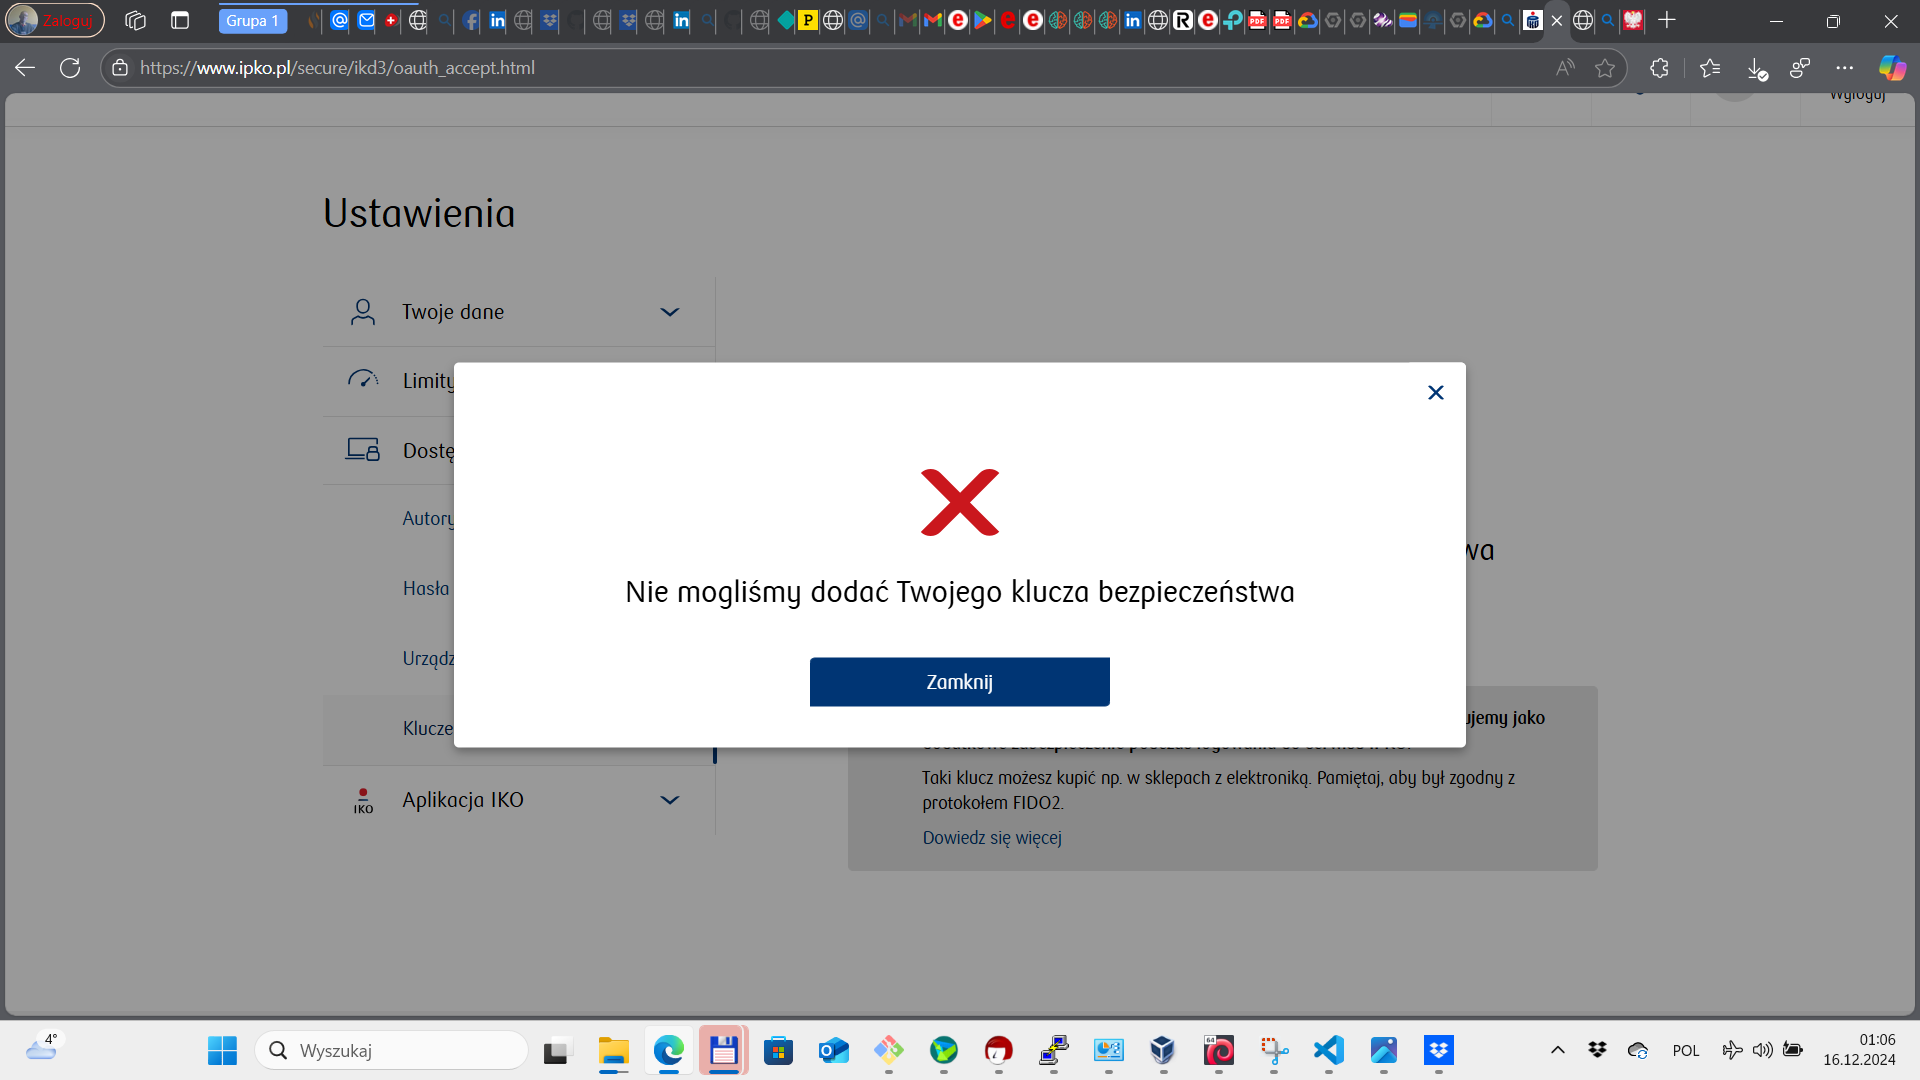 Zaloguj
Grupa 1
https://www.ipko.pl/secure/ikd3/oauth_accept.html
Wyloguj
Ustawienia
Twoje dane
Limity
Dostę
Autory
Hasła
Urządz
Klucze
Aplikacja IKO
IKO
Nie mogliśmy dodać Twojego klucza bezpieczeństwa
Zamknij
wa
ujemy jako
Taki klucz możesz kupić np. w sklepach z elektroniką. Pamiętaj, aby był zgodny z
protokołem FIDO2.
Dowiedz się więcej
4°
Wyszukaj
POL
01:06
16.12.2024